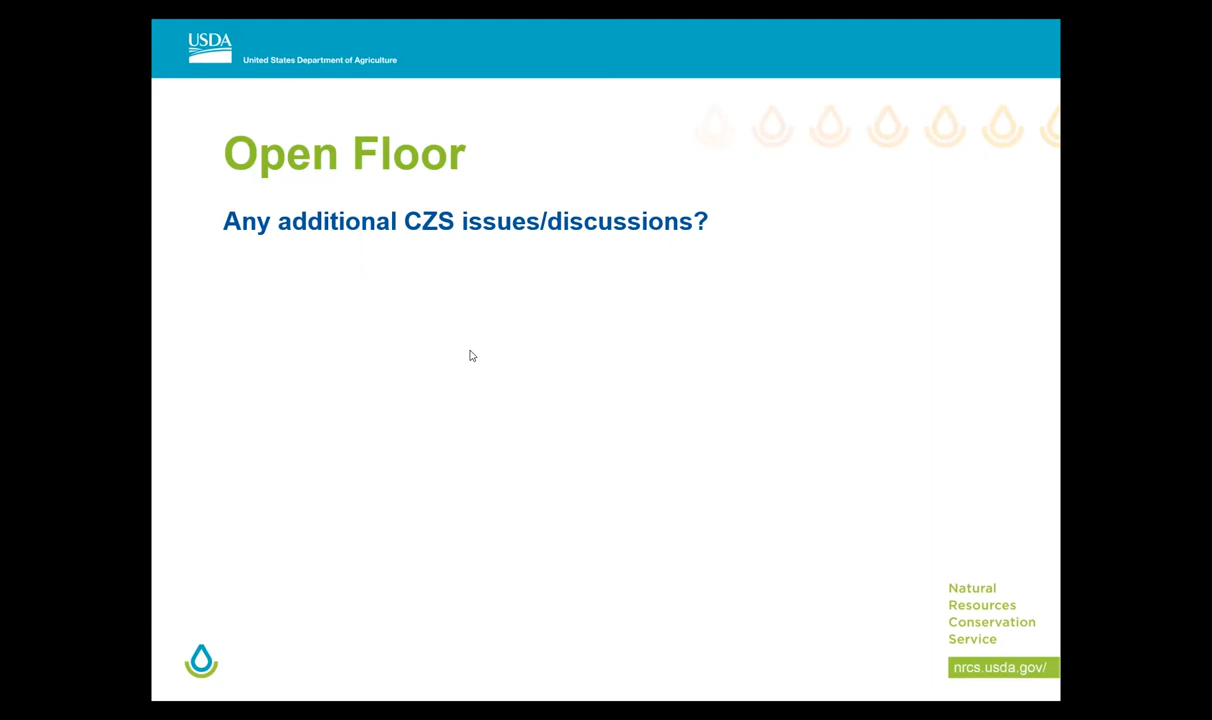 USDA
United States Department of Agriculture
Open Floor
Any additional CZS issues/discussions?
Natural
Resources
Conservation
Service
nrcs.usda.gov/